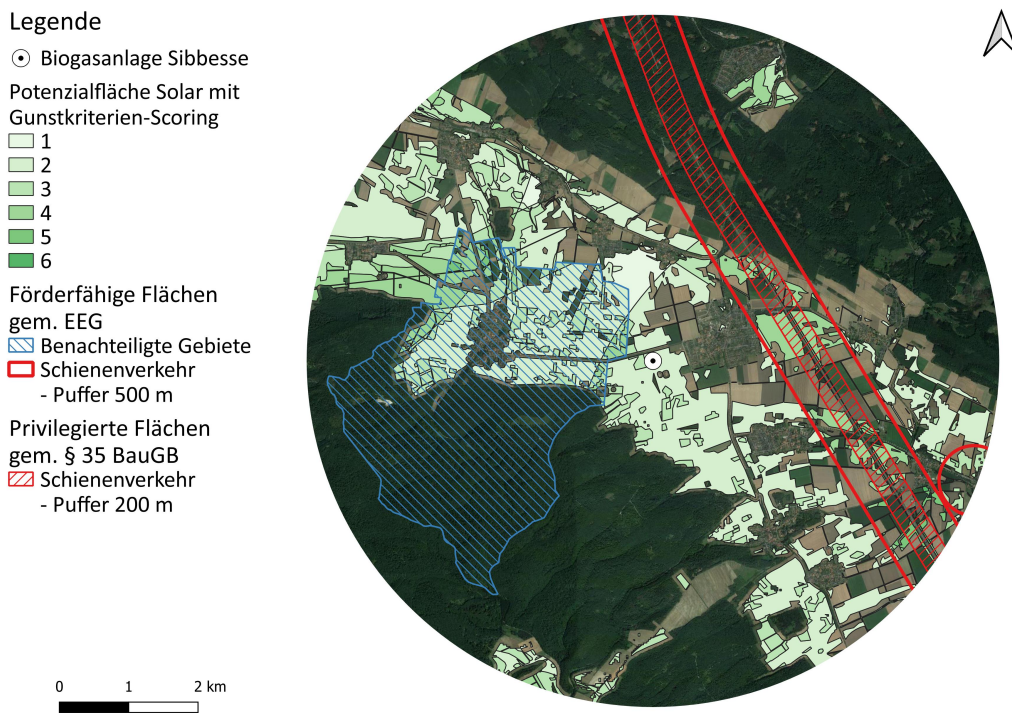 Legende
Biogasanlage Sibbesse
Potenzialfläche Solar mit
Gunstkriterien-Scoring
1
2
3
4
5
6
Förderfähige Flächen
gem. EEG
Benachteiligte Gebiete
Schienenverkehr
- Puffer 500 m
Privilegierte Flächen
gem. § 35 BauGB
Schienenverkehr
- Puffer 200 m
0 1 2 km